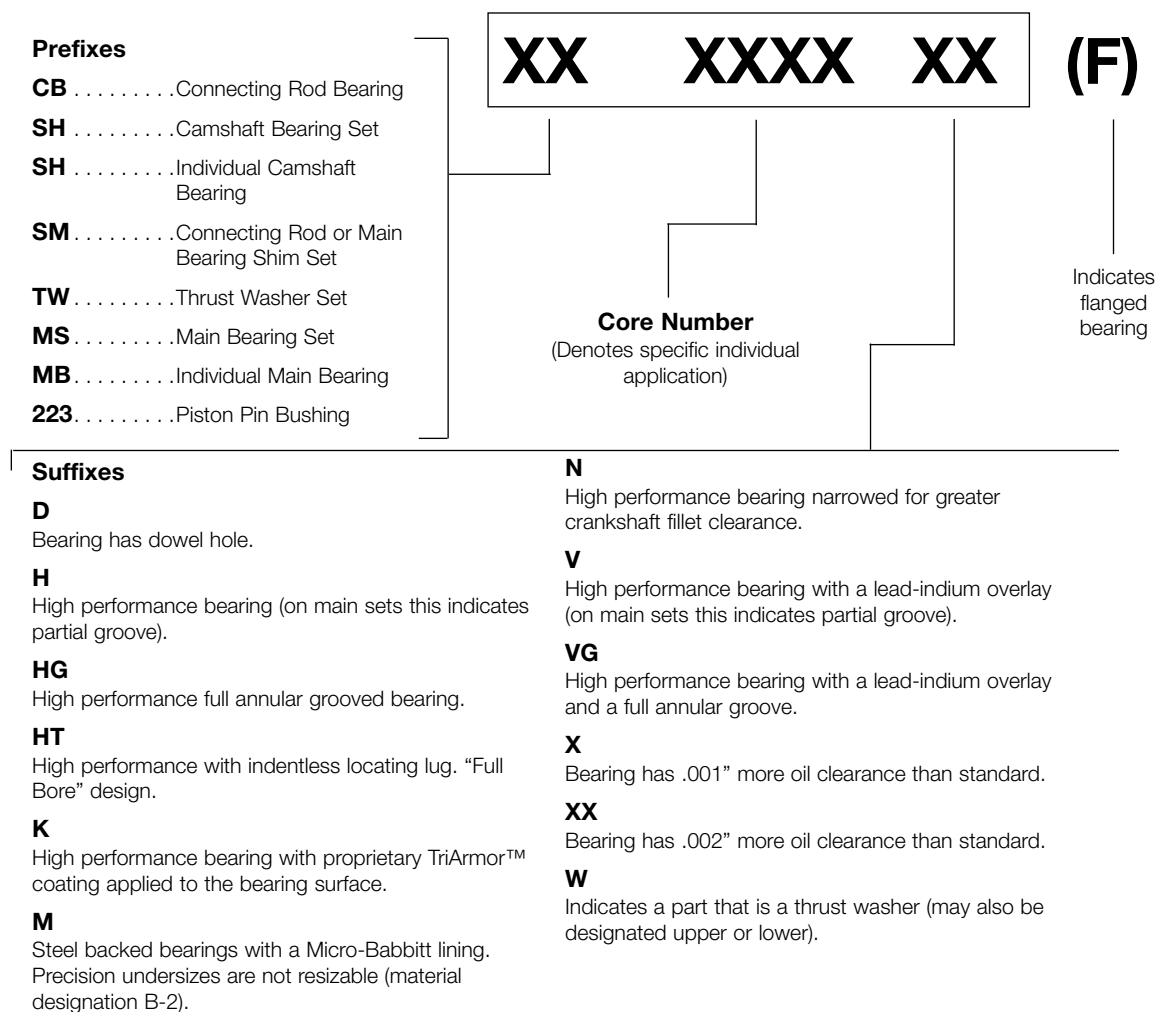 XX XXXX XX (F)
Prefixes
CB . . . . . . . . .Connecting Rod Bearing
SH . . . . . . . . .Camshaft Bearing Set
SH . . . . . . . . .Individual Camshaft
Bearing
SM . . . . . . . . .Connecting Rod or Main
Bearing Shim Set
TW . . . . . . . . .Thrust Washer Set
MS . . . . . . . . .Main Bearing Set
MB . . . . . . . . .Individual Main Bearing
223. . . . . . . . .Piston Pin Bushing
Core Number
(Denotes specific individual
application)
Indicates
flanged
bearing
Suffixes
D
Bearing has dowel hole.
H
High performance bearing (on main sets this indicates
partial groove).
HG
High performance full annular grooved bearing.
HT
High performance with indentless locating lug. “Full
Bore” design.
K
High performance bearing with proprietary TriArmor™
coating applied to the bearing surface.
M
Steel backed bearings with a Micro-Babbitt lining.
Precision undersizes are not resizable (material
designation B-2).
N
High performance bearing narrowed for greater
crankshaft fillet clearance.
V
High performance bearing with a lead-indium overlay
(on main sets this indicates partial groove).
VG
High performance bearing with a lead-indium overlay
and a full annular groove.
X
Bearing has .001” more oil clearance than standard.
XX
Bearing has .002” more oil clearance than standard.
W
Indicates a part that is a thrust washer (may also be
designated upper or lower).